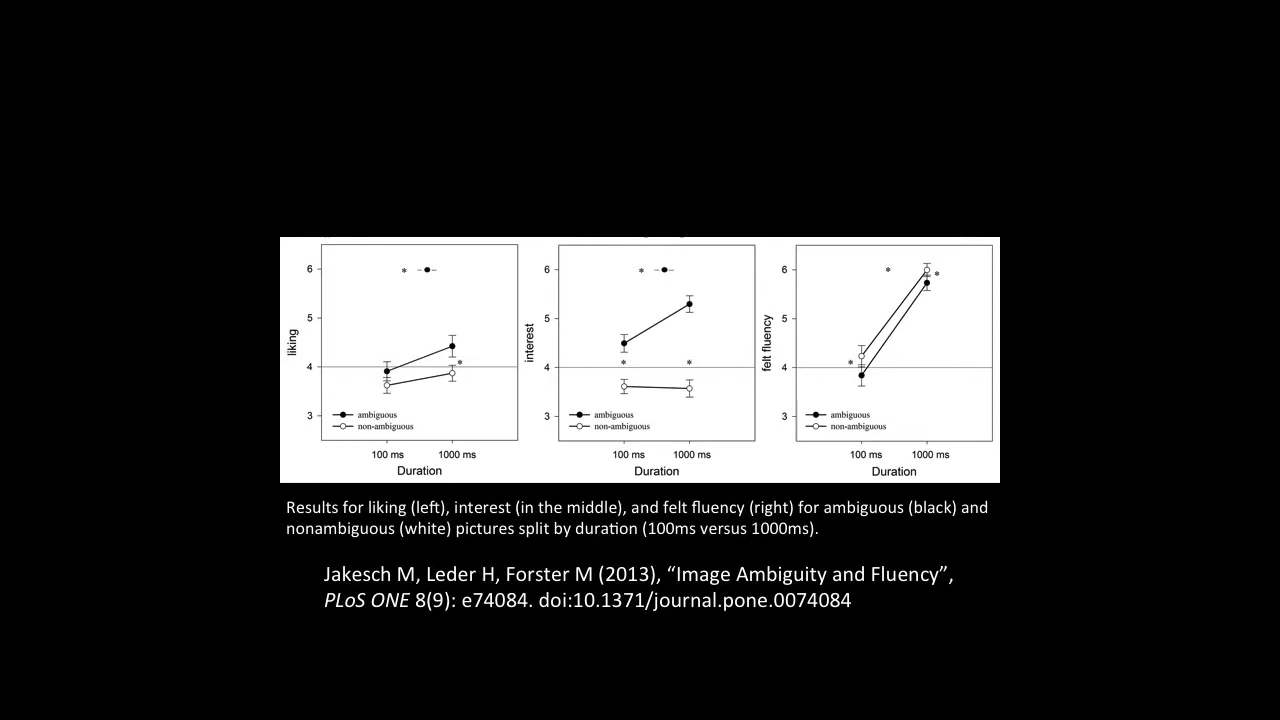 * 
6
5
4
3
liking
*
ambiguous
non-ambiguous
100 ms 1000 ms
Duration
*
6
5
4
3
interest
* *
ambiguous
non-ambiguous
100 ms 1000 ms
Duration
*
6
5
4
3
felt fluency
* *
ambiguous
non-ambiguous
100 ms 1000 ms
Duration
Results for liking (left), interest (in the middle), and felt fluency (right) for ambiguous (black) and
nonambiguous (white) pictures split by duration (100ms versus 1000ms).
Jakesch M, Leder H, Forster M (2013), “Image Ambiguity and Fluency”,
PLoS ONE 8(9): e74084. doi:10.1371/journal.pone.0074084